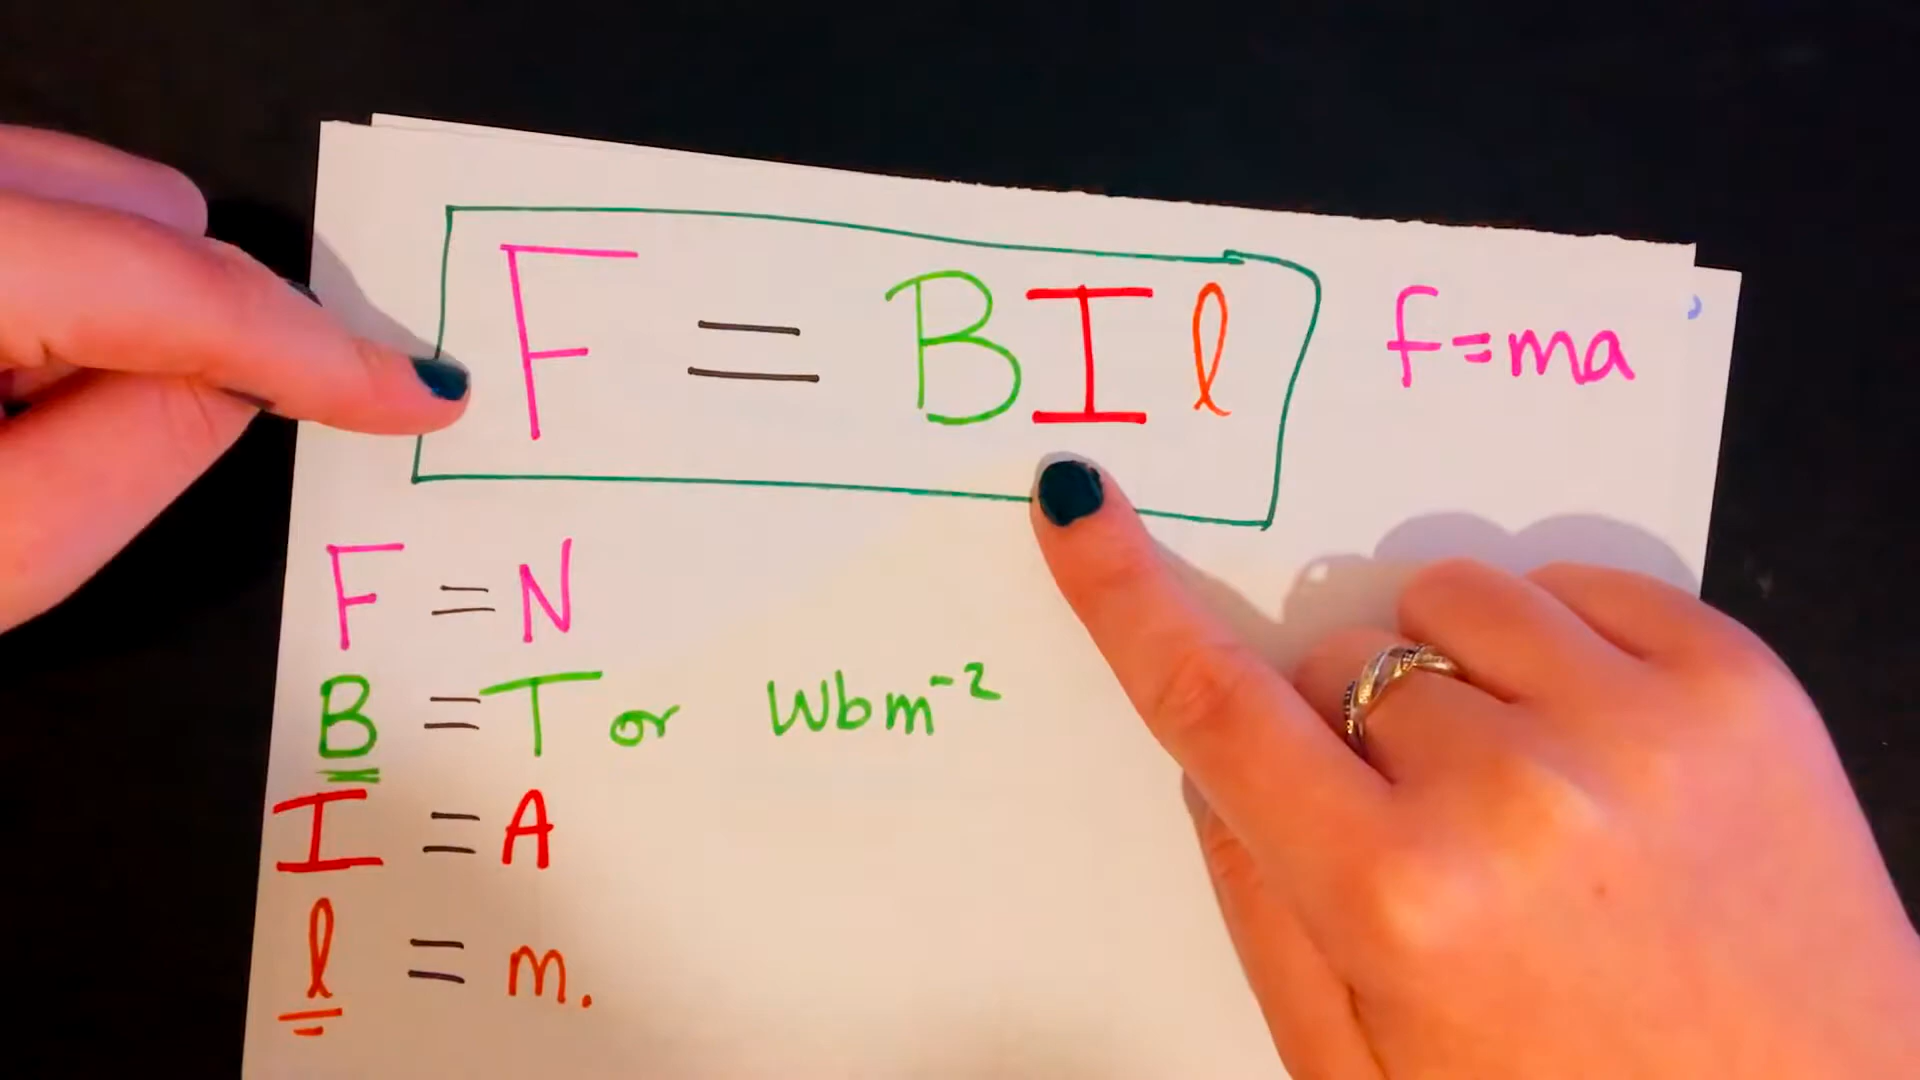 F = BIl
f=ma
F = N
B = T or Wbm⁻²
I = A
l = m.